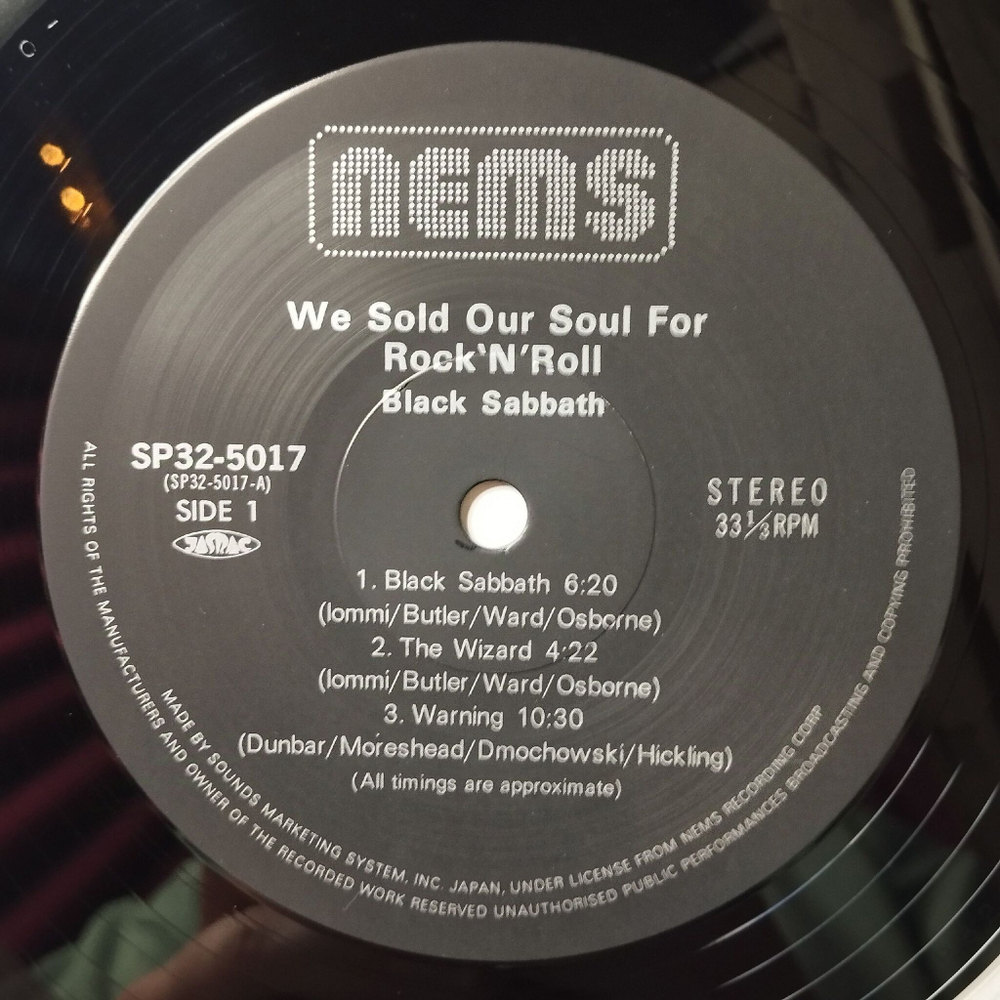 nems
We Sold Our Soul For
Rock‘N’Roll
Black Sabbath
SP32-5017
(SP32-5017-A)
SIDE 1
JASRAC
STEREO
33⅓RPM
1. Black Sabbath 6:20
(Iommi/Butler/Ward/Osborne)
2. The Wizard 4:22
(Iommi/Butler/Ward/Osborne)
3. Warning 10:30
(Dunbar/Moreshead/Dmochowski/Hickling)
(All timings are approximate)
MADE BY SOUNDS MARKETING SYSTEM, INC. JAPAN, UNDER LICENSE FROM NEMS RECORDING CORP
ALL RIGHTS OF THE MANUFACTURERS AND OWNER OF THE RECORDED WORK RESERVED UNAUTHORISED PUBLIC PERFORMANCES BROADCASTING AND COPYING PROHIBITED